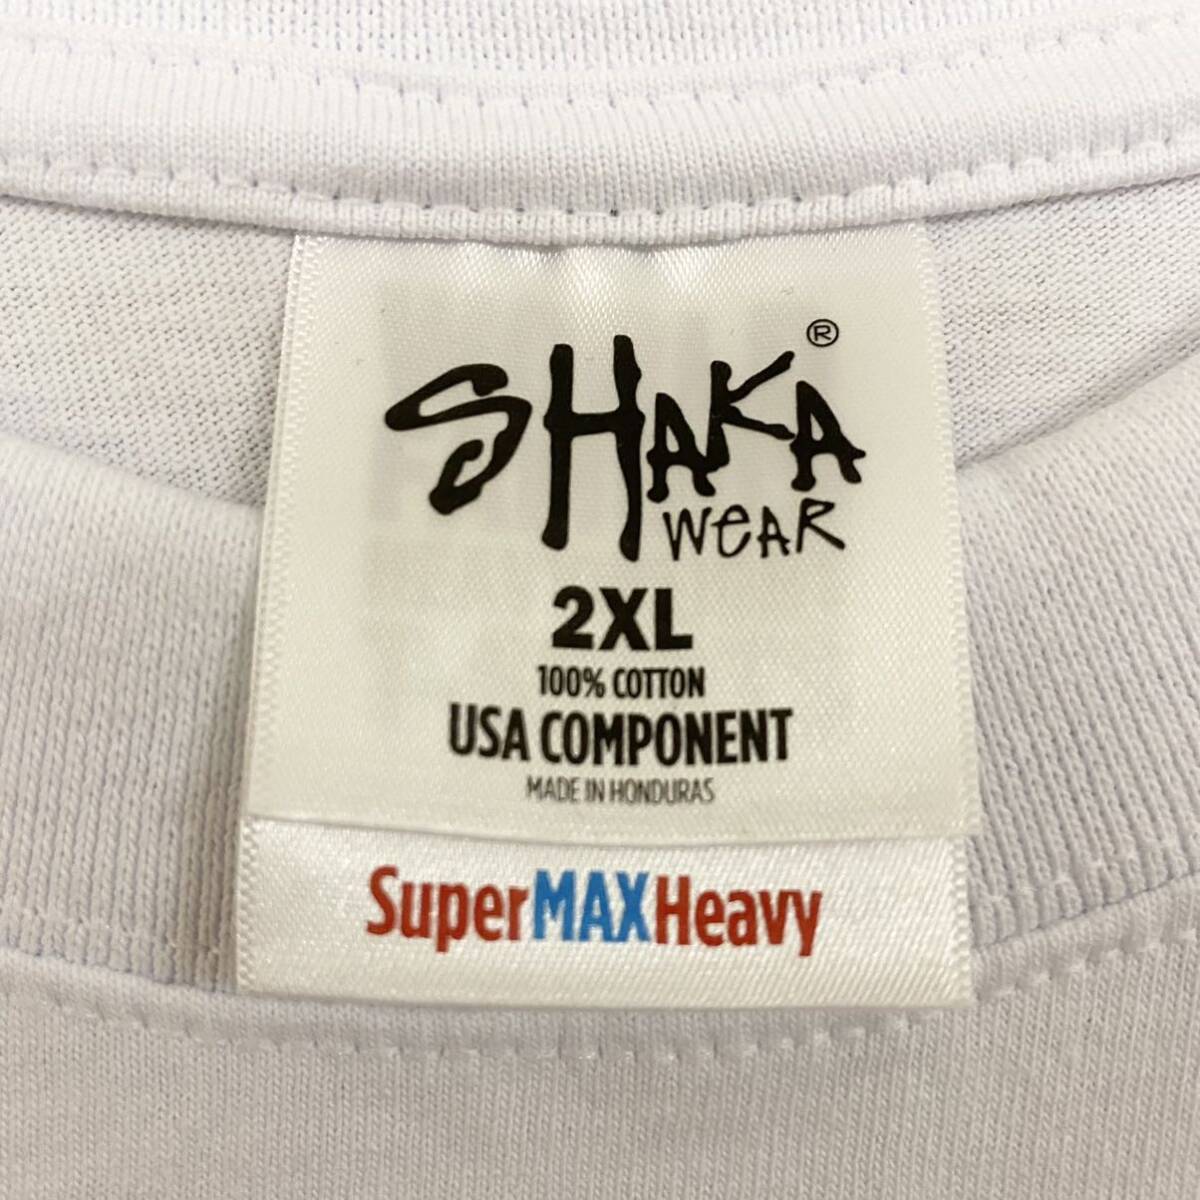 SHAKA ®
WeAR
2XL
100% COTTON
USA COMPONENT
MADE IN HONDURAS
SuperMAXHeavy